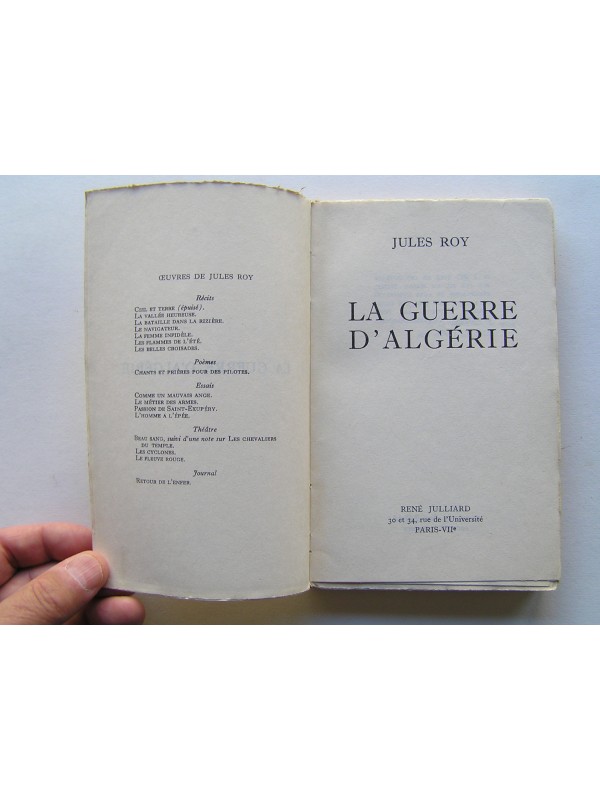 ŒUVRES DE JULES ROY
Récits
CIEL ET TERRE (épuisé).
LA VALLÉE HEUREUSE.
LA BATAILLE DANS LA RIZIÈRE.
LE NAVIGATEUR.
LA FEMME INFIDÈLE.
LES FLAMMES DE L'ÉTÉ.
LES BELLES CROISADES.
Poèmes
CHANTS ET PRIÈRES POUR DES PILOTES.
Essais
COMME UN MAUVAIS ANGE.
LE MÉTIER DES ARMES.
PASSION DE SAINT-EXUPÉRY.
L'HOMME A L'ÉPÉE.
Théâtre
BEAU SANG, suivi d'une note sur LES CHEVALIERS
DU TEMPLE.
LES CYCLONES.
LE FLEUVE ROUGE.
Journal
RETOUR DE L'ENFER.
JULES ROY
LA GUERRE
D'ALGÉRIE
RENÉ JULLIARD
30 et 34, rue de l'Université
PARIS-VIIe